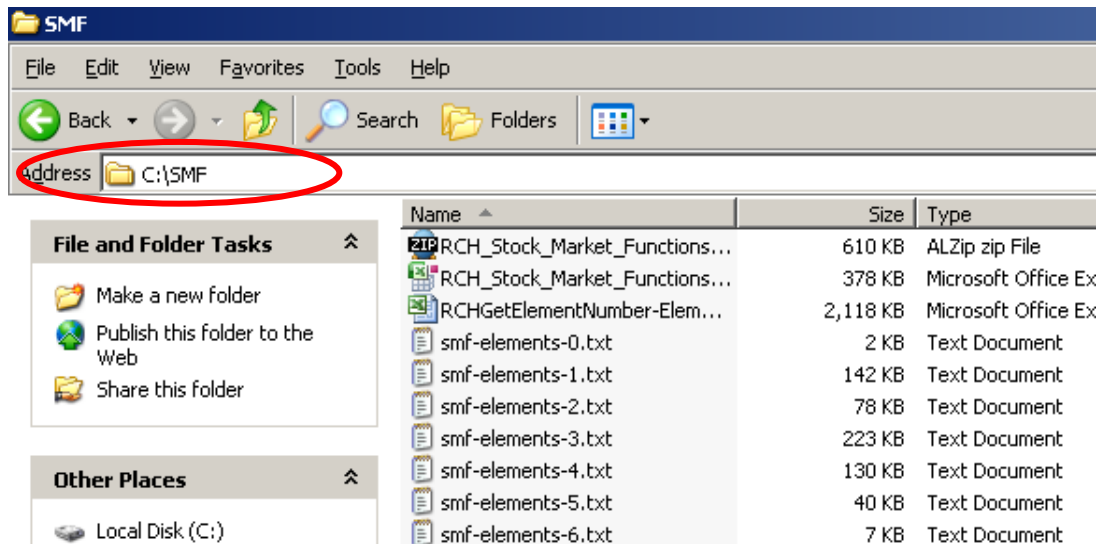 SMF
File Edit View Favorites Tools Help
Back Search Folders
Address C:\SMF
Name Size Type
File and Folder Tasks
Make a new folder
Publish this folder to the
Web
Share this folder
Other Places
Local Disk (C:)
ZIP RCH_Stock_Market_Functions... 610 KB ALZip zip File
RCH_Stock_Market_Functions... 378 KB Microsoft Office Ex
RCHGetElementNumber-Elem... 2,118 KB Microsoft Office Ex
smf-elements-0.txt 2 KB Text Document
smf-elements-1.txt 142 KB Text Document
smf-elements-2.txt 78 KB Text Document
smf-elements-3.txt 223 KB Text Document
smf-elements-4.txt 130 KB Text Document
smf-elements-5.txt 40 KB Text Document
smf-elements-6.txt 7 KB Text Document